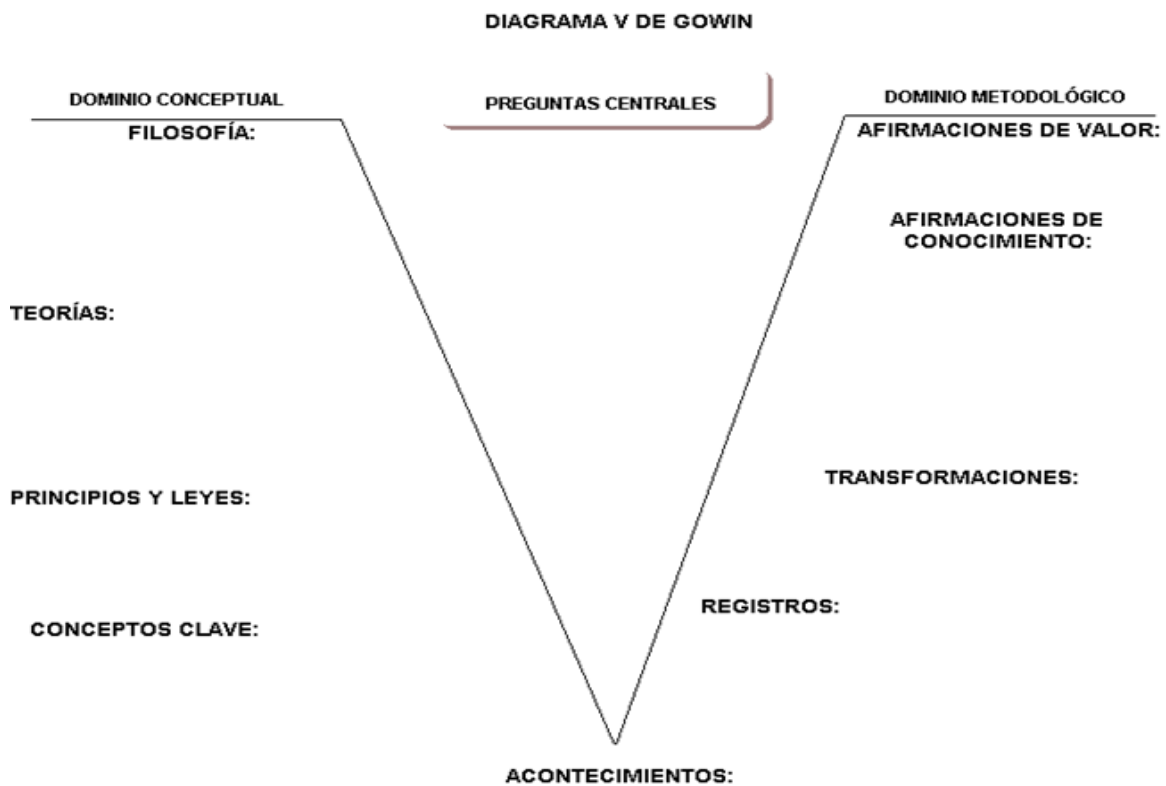 DIAGRAMA V DE GOWIN
DOMINIO CONCEPTUAL
PREGUNTAS CENTRALES
DOMINIO METODOLÓGICO
FILOSOFÍA:
AFIRMACIONES DE VALOR:
AFIRMACIONES DE
CONOCIMIENTO:
TEORÍAS:
TRANSFORMACIONES:
PRINCIPIOS Y LEYES:
REGISTROS:
CONCEPTOS CLAVE:
ACONTECIMIENTOS: